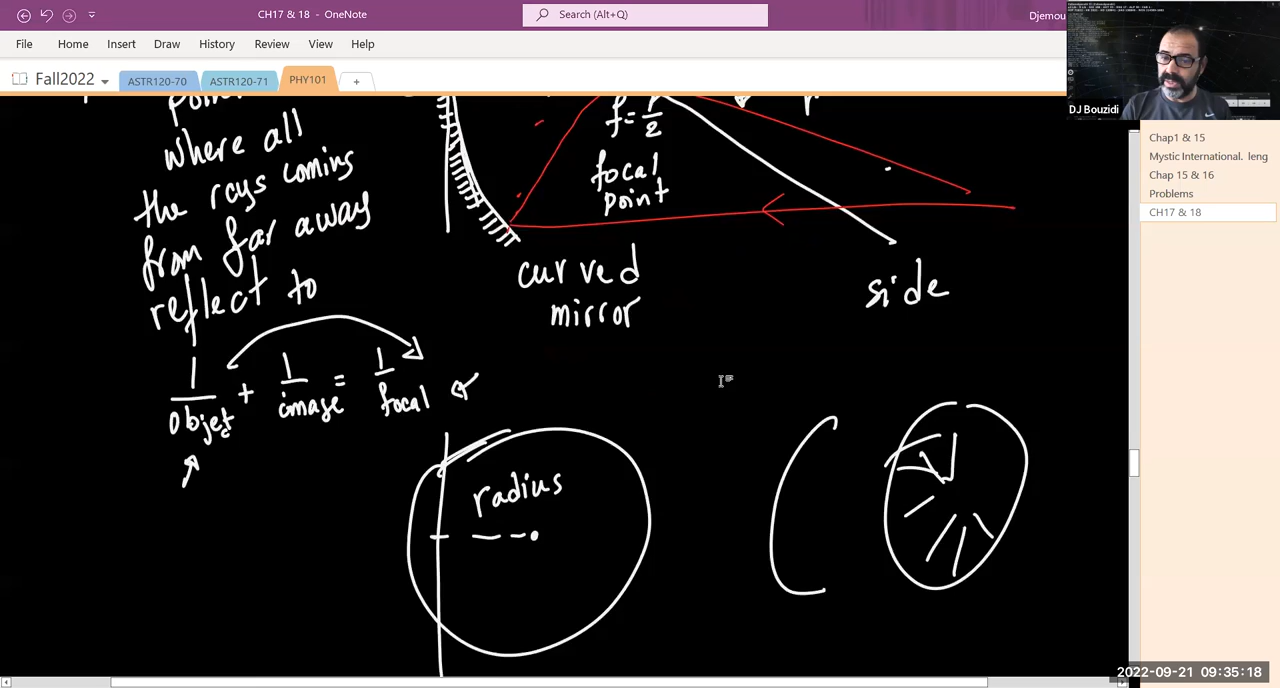 CH17 & 18 - OneNote
Search (Alt+Q)
Djemou
File Home Insert Draw History Review View Help
Fall2022 ASTR120-70 ASTR120-71 PHY101 +
DJ Bouzidi
Chap1 & 15
Mystic International. leng
Chap 15 & 16
Problems
CH17 & 18
where all
the rays coming
from far away
reflect to
f = r/2
focal
point
curved
mirror
side
1/objet + 1/image = 1/focal
radius
2022-09-21 09:35:18